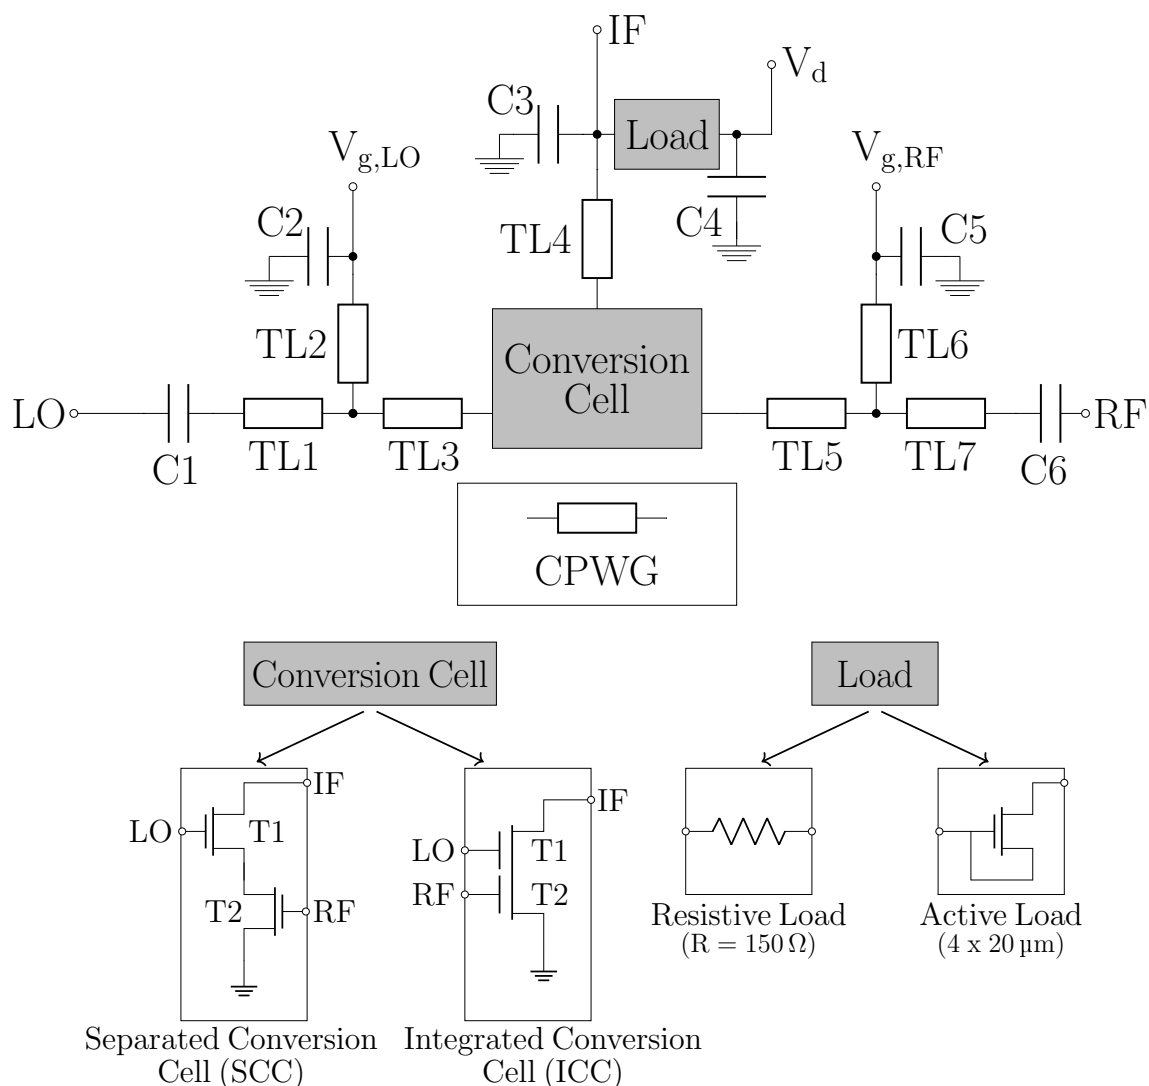 IF
V_d
C3
Load
V_g,LO
V_g,RF
C2
TL4
C4
C5
TL2
Conversion
Cell
TL6
LO
RF
C1
TL1
TL3
TL5
TL7
C6
CPWG
Conversion Cell
Load
IF
LO
T1
T2
RF
IF
LO
T1
RF
T2
Resistive Load
(R = 150 Ω)
Active Load
(4 x 20 µm)
Separated Conversion
Cell (SCC)
Integrated Conversion
Cell (ICC)